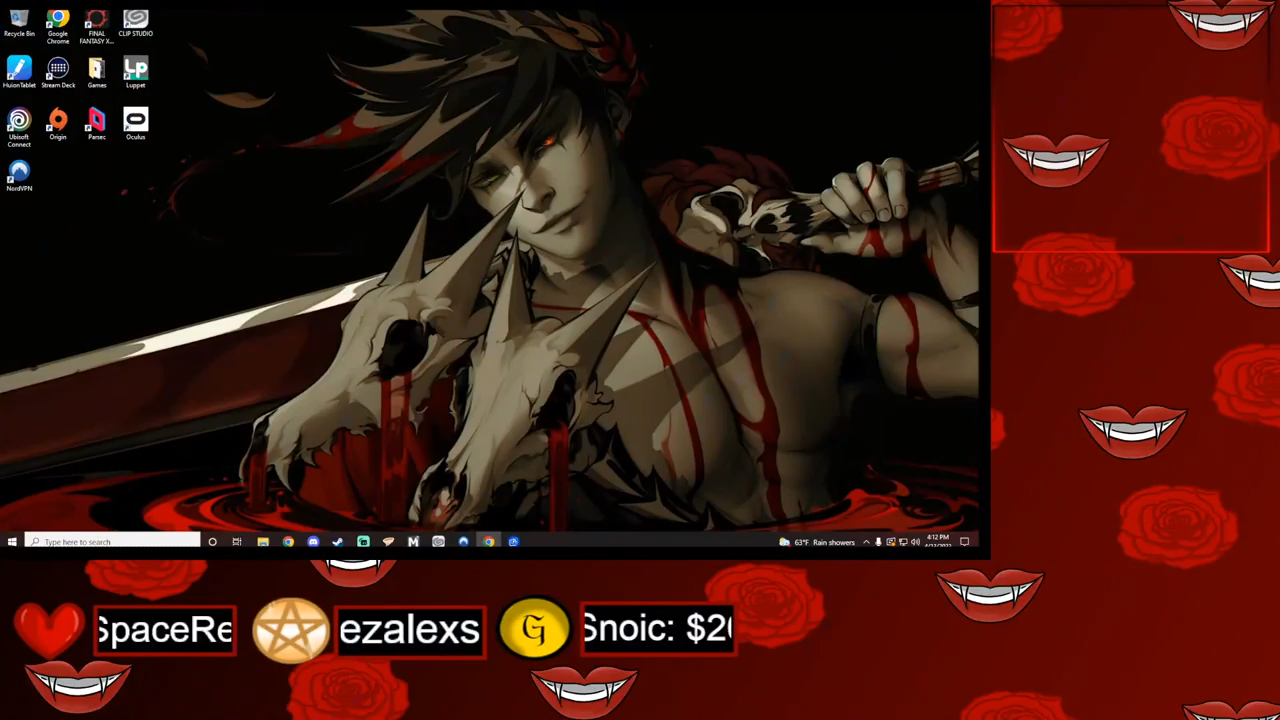 Recycle Bin
Google Chrome
FINAL FANTASY X...
CLIP STUDIO
HuionTablet
Stream Deck
Games
Luppet
Ubisoft Connect
Origin
Parsec
Oculus
NordVPN
Type here to search
63°F Rain showers
4:12 PM
SpaceRe
ezalexs
G
Snoic: $20